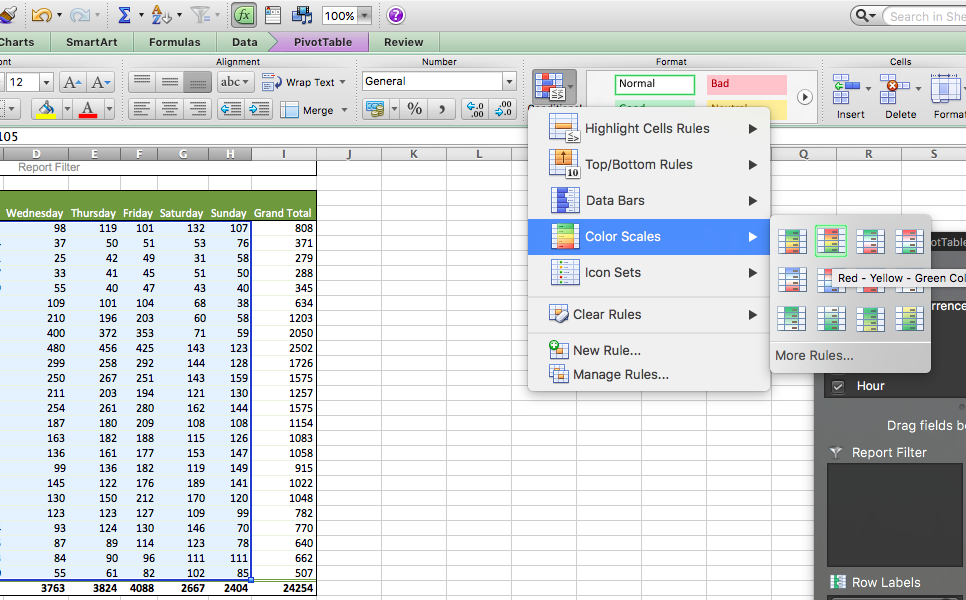 100% Search in She
Charts SmartArt Formulas Data PivotTable Review
ont Alignment Number Format Cells
12 A A abc Wrap Text General Normal Bad
A Merge % Good Neutral Insert Delete Format
105
D E F G H I J K L Q R S
Report Filter
Wednesday Thursday Friday Saturday Sunday Grand Total
98 119 101 132 107 808
37 50 51 53 76 371
25 42 49 31 58 279
33 41 45 51 50 288
55 40 47 43 40 345
109 101 104 68 38 634
210 196 203 60 58 1203
400 372 353 71 59 2050
480 456 425 143 123 2502
299 258 292 144 128 1726
250 267 251 143 159 1575
211 203 194 121 130 1257
254 261 280 162 144 1575
187 180 209 108 108 1154
163 182 188 115 126 1083
136 161 177 153 147 1058
99 136 182 119 149 915
145 122 176 189 141 1022
130 150 212 170 120 1048
123 123 127 109 99 782
93 124 130 146 70 770
87 89 114 123 78 640
84 90 96 111 111 662
55 61 82 102 85 507
3763 3824 4088 2667 2404 24254
Highlight Cells Rules
Top/Bottom Rules
Data Bars
Color Scales
Icon Sets
Clear Rules
New Rule...
Manage Rules...
Red - Yellow - Green Col
More Rules...
otTable
rrence
Hour
Drag fields be
Report Filter
Row Labels